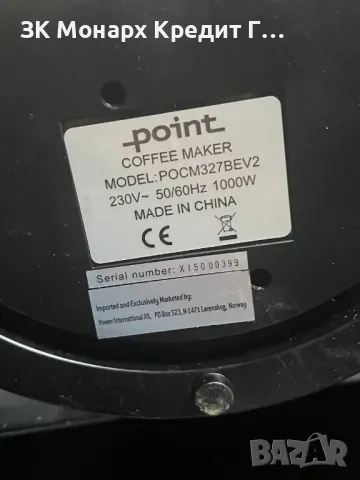 ЗК Монарх Кредит Г...
point
COFFEE MAKER
MODEL:POCM327BEV2
230V~ 50/60Hz 1000W
MADE IN CHINA
CE
Serial number: X15000399
Imported and Exclusively Marketed by:
Power International AS, PO Box 523, N-1471 Lørenskog, Norway
BAZAR
.bg